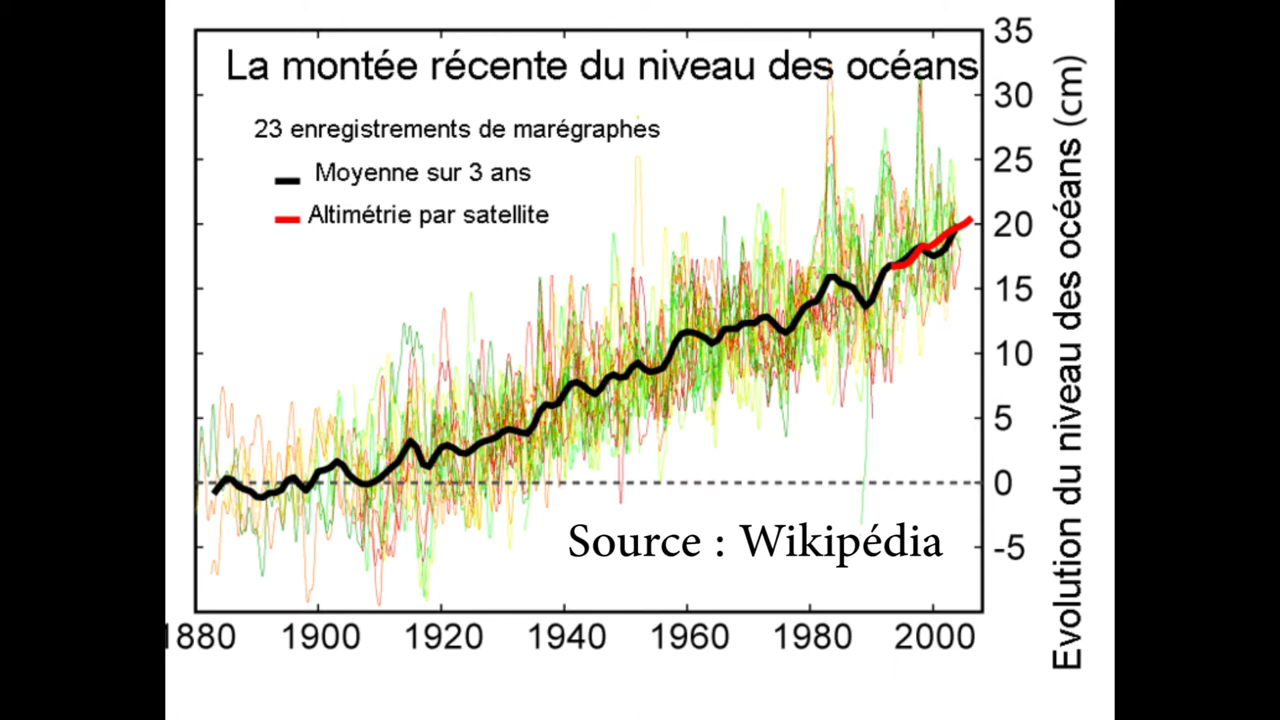 La montée récente du niveau des océans
23 enregistrements de marégraphes
Moyenne sur 3 ans
Altimétrie par satellite
35
30
25
20
15
10
5
0
-5
Evolution du niveau des océans (cm)
Source : Wikipédia
1880 1900 1920 1940 1960 1980 2000